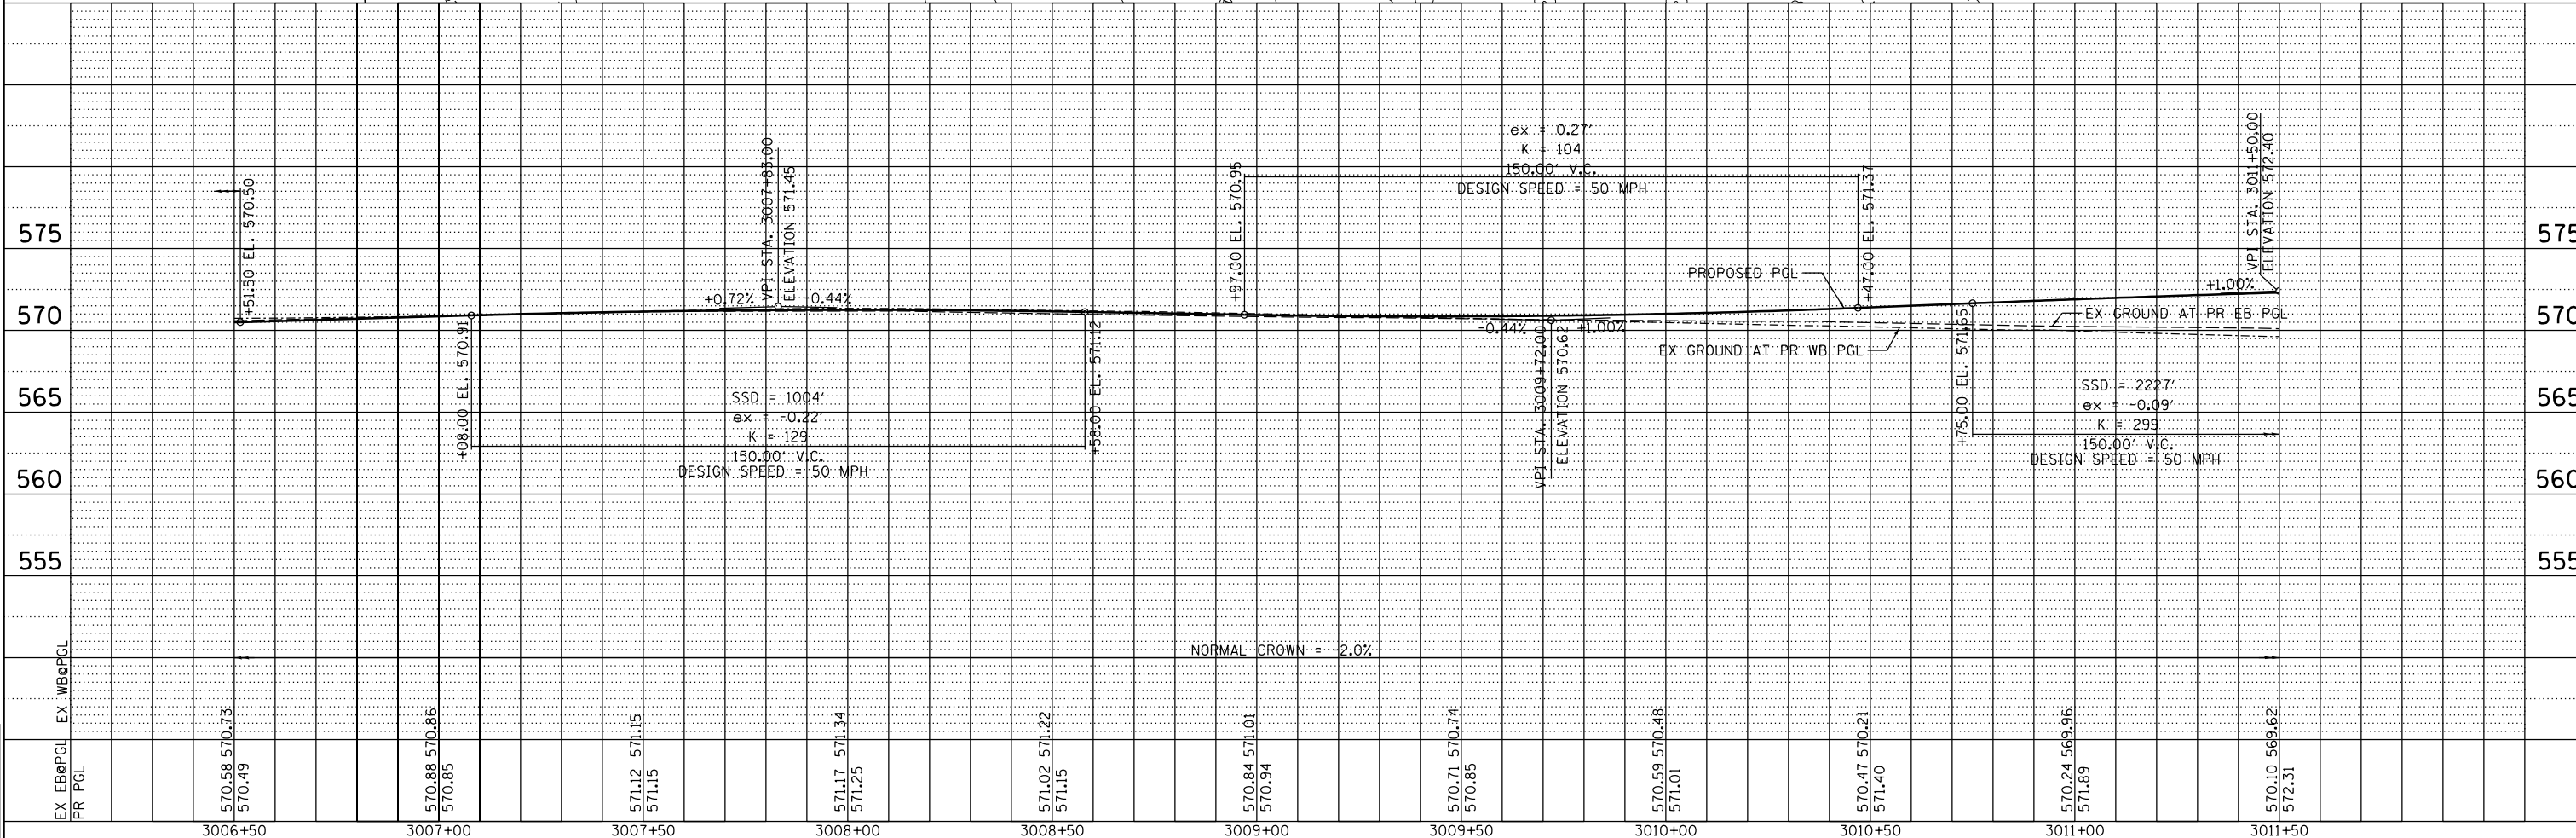 +51.50 EL. 570.50
VPI STA. 3007+83.00
ELEVATION 571.45
+0.72%
-0.44%
+97.00 EL. 570.95
ex = 0.27'
K = 104
150.00' V.C.
DESIGN SPEED = 50 MPH
+47.00 EL. 571.37
PROPOSED PGL
VPI STA. 3011+50.00
ELEVATION 572.40
+1.00%
575
575
570
570
565
565
560
560
555
555
+08.00 EL. 570.91
SSD = 1004'
ex = -0.22'
K = 129
150.00' V.C.
DESIGN SPEED = 50 MPH
+58.00 EL. 571.12
-0.44%
+1.00%
VPI STA. 3009+72.00
ELEVATION 570.62
EX GROUND AT PR WB PGL
EX GROUND AT PR EB PGL
+75.00 EL. 571.65
SSD = 2227'
ex = -0.09'
K = 299
150.00' V.C.
DESIGN SPEED = 50 MPH
NORMAL CROWN = -2.0%
EX EB@PGL EX WB@PGL
PR PGL
570.58 570.73
570.49
570.88 570.86
570.85
571.12 571.15
571.15
571.17 571.34
571.25
571.02 571.22
571.15
570.84 571.01
570.94
570.71 570.74
570.85
570.59 570.48
571.01
570.47 570.21
571.40
570.24 569.96
571.89
570.10 569.62
572.31
3006+50
3007+00
3007+50
3008+00
3008+50
3009+00
3009+50
3010+00
3010+50
3011+00
3011+50